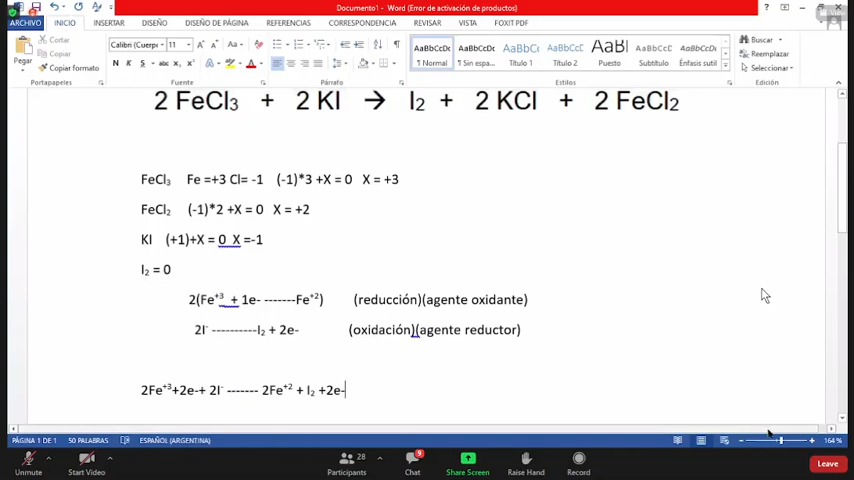 Documento1 - Word (Error de activación de productos)
ARCHIVO INICIO INSERTAR DISEÑO DISEÑO DE PÁGINA REFERENCIAS CORRESPONDENCIA REVISAR VISTA FOXIT PDF
Pegar
Cortar
Copiar
Copiar formato
Portapapeles
Calibri (Cuerpo 11
N K S
Fuente
Párrafo
AaBbCcDc AaBbCcDc AaBbCc AaBbCcD AaBl AaBbCcD AaBbCcDc
¶ Normal ¶ Sin espa... Título 1 Título 2 Puesto Subtítulo Énfasis sutil
Estilos
Buscar
Reemplazar
Seleccionar
Edición
2 FeCl₃ + 2 KI → I₂ + 2 KCl + 2 FeCl₂
FeCl₃ Fe =+3 Cl= -1 (-1)*3 +X = 0 X = +3
FeCl₂ (-1)*2 +X = 0 X = +2
KI (+1)+X = 0 X =-1
I₂ = 0
2(Fe⁺³ + 1e- -------Fe⁺²) (reducción)(agente oxidante)
2I⁻ ----------I₂ + 2e- (oxidación)(agente reductor)
2Fe⁺³+2e-+ 2I⁻ ------- 2Fe⁺² + I₂ +2e-
PÁGINA 1 DE 1 50 PALABRAS ESPAÑOL (ARGENTINA) 164 %
Unmute Start Video Participants 28 Chat 9 Share Screen Raise Hand Record Leave